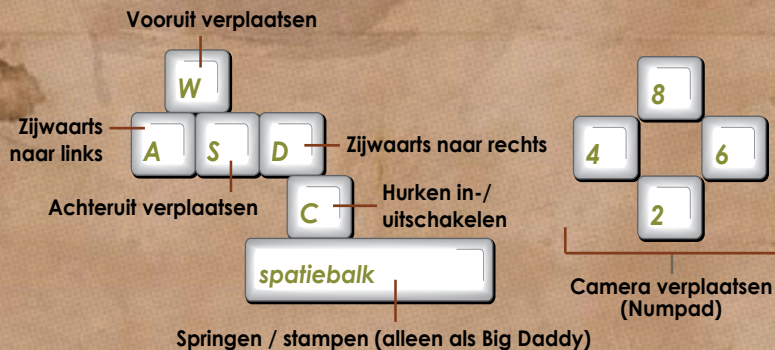 Vooruit verplaatsen
W
8
Zijwaarts
naar links
A
S
D
Zijwaarts naar rechts
4
6
Achteruit verplaatsen
C
Hurken in-/
uitschakelen
2
spatiebalk
Camera verplaatsen
(Numpad)
Springen / stampen (alleen als Big Daddy)